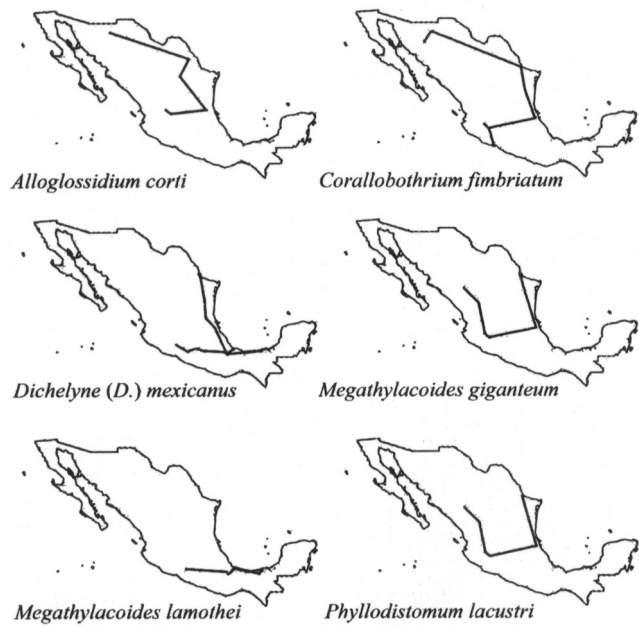 Alloglossidium corti
Corallobothrium fimbriatum
Dichelyne (D.) mexicanus
Megathylacoides giganteum
Megathylacoides lamothei
Phyllodistomum lacustri